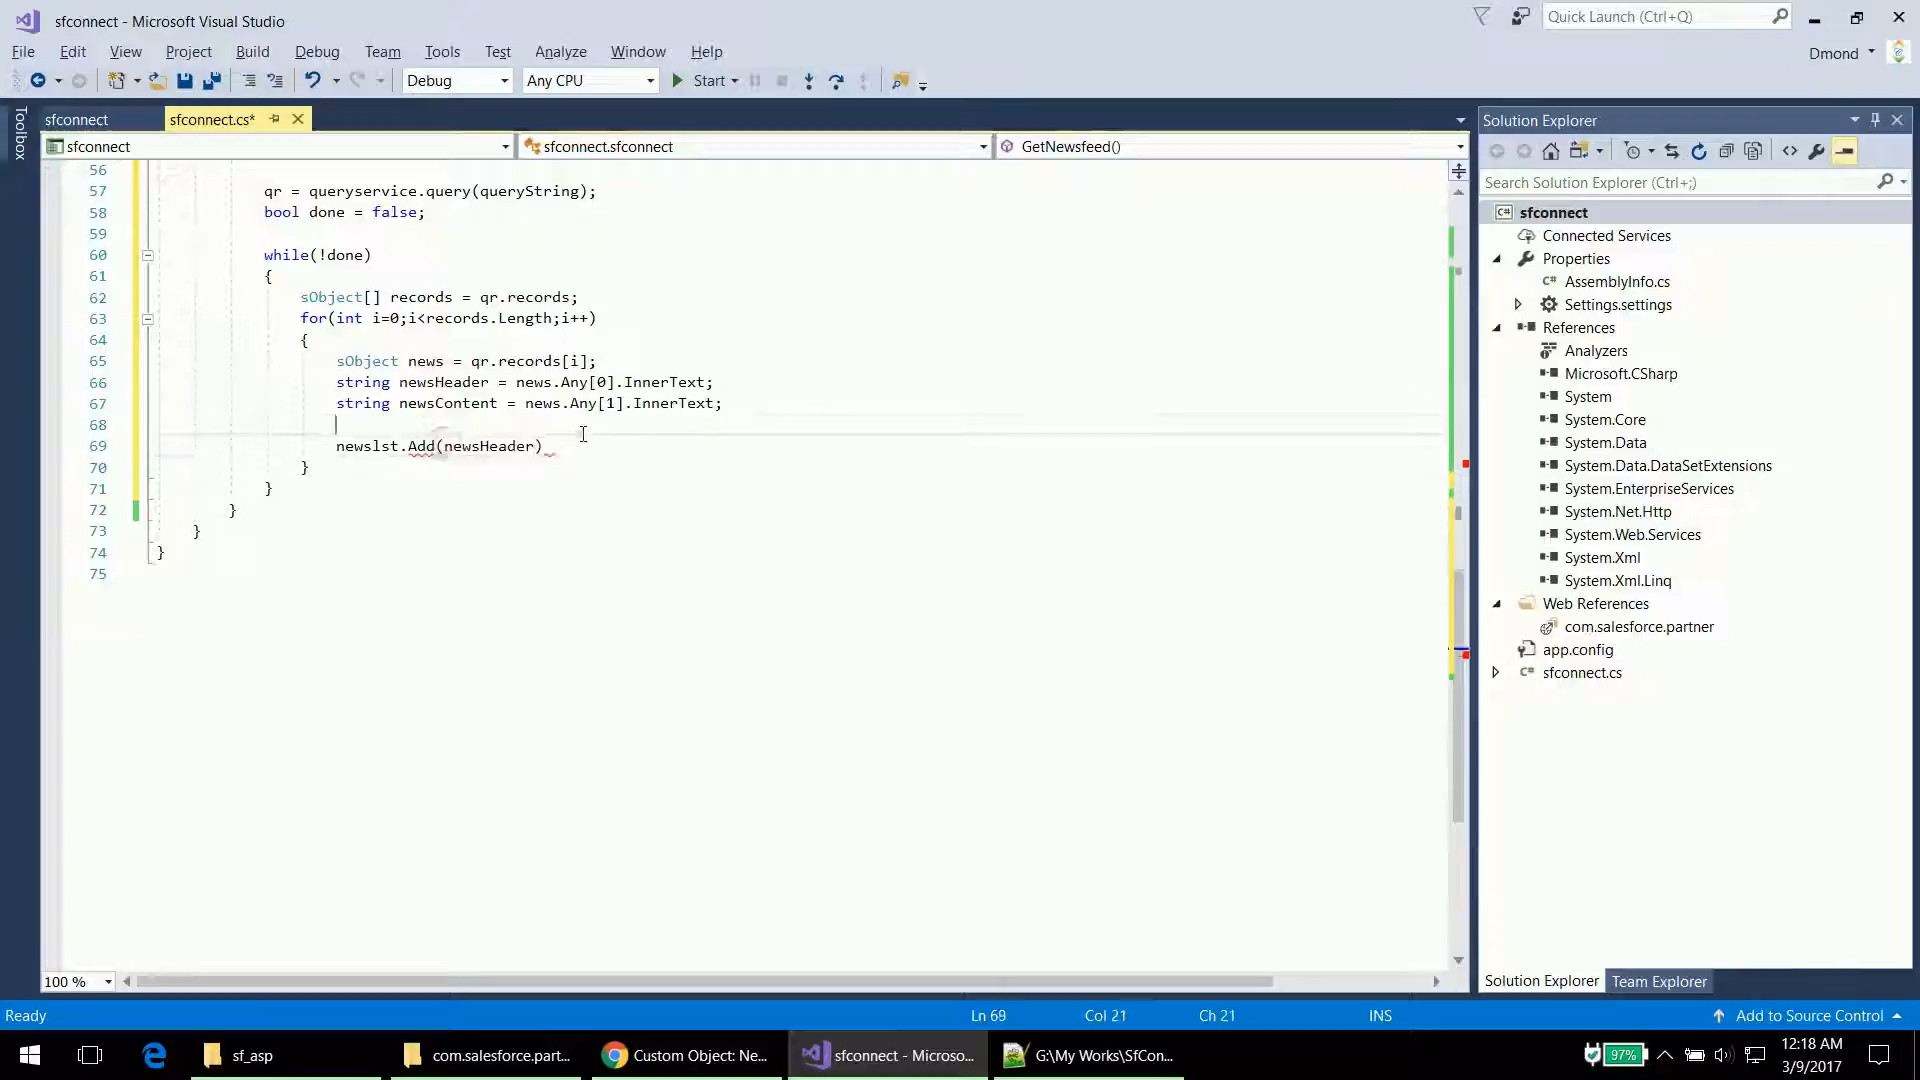 sfconnect - Microsoft Visual Studio
Quick Launch (Ctrl+Q)
File Edit View Project Build Debug Team Tools Test Analyze Window Help
Dmond
Debug Any CPU Start
Toolbox
sfconnect sfconnect.cs*
sfconnect sfconnect.sfconnect GetNewsfeed()
56
57 qr = queryservice.query(queryString);
58 bool done = false;
59
60 while(!done)
61 {
62 sObject[] records = qr.records;
63 for(int i=0;i<records.Length;i++)
64 {
65 sObject news = qr.records[i];
66 string newsHeader = news.Any[0].InnerText;
67 string newsContent = news.Any[1].InnerText;
68
69 newslst.Add(newsHeader)
70 }
71 }
72 }
73 }
74 }
75
100 %
Solution Explorer
Search Solution Explorer (Ctrl+;)
C# sfconnect
Connected Services
Properties
C# AssemblyInfo.cs
Settings.settings
References
Analyzers
Microsoft.CSharp
System
System.Core
System.Data
System.Data.DataSetExtensions
System.EnterpriseServices
System.Net.Http
System.Web.Services
System.Xml
System.Xml.Linq
Web References
com.salesforce.partner
app.config
C# sfconnect.cs
Solution Explorer Team Explorer
Ready Ln 69 Col 21 Ch 21 INS Add to Source Control
sf_asp com.salesforce.part... Custom Object: Ne... sfconnect - Microso... G:\My Works\SfCon...
97% 12:18 AM
3/9/2017